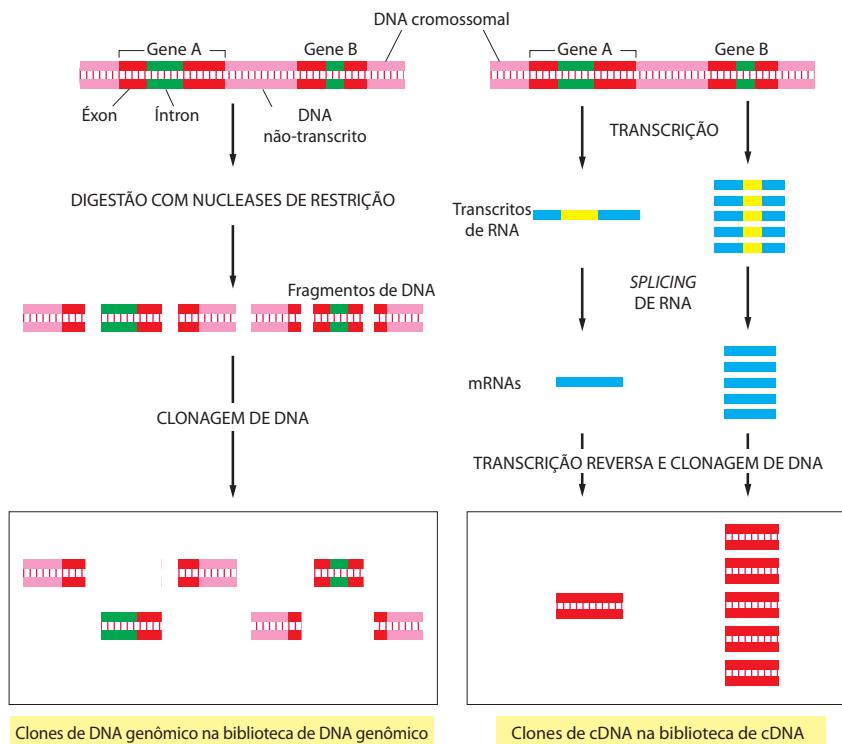 DNA cromossomal
Gene A
Gene B
Éxon
Íntron
DNA
não-transcrito
DIGESTÃO COM NUCLEASES DE RESTRIÇÃO
Fragmentos de DNA
CLONAGEM DE DNA
Clones de DNA genômico na biblioteca de DNA genômico
Gene A
Gene B
TRANSCRIÇÃO
Transcritos
de RNA
SPLICING
DE RNA
mRNAs
TRANSCRIÇÃO REVERSA E CLONAGEM DE DNA
Clones de cDNA na biblioteca de cDNA